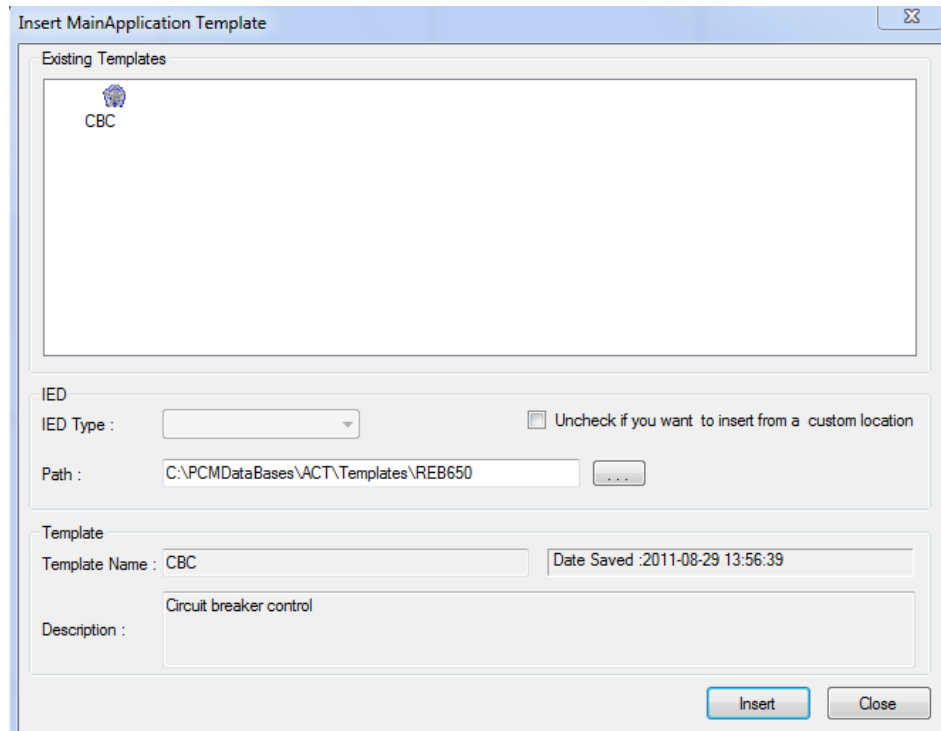 Insert MainApplication Template
Existing Templates
CBC
IED
IED Type :
Uncheck if you want to insert from a custom location
Path :
C:\PCMDataBases\ACT\Templates\REB650
...
Template
Template Name : CBC
Date Saved :2011-08-29 13:56:39
Description :
Circuit breaker control
Insert
Close